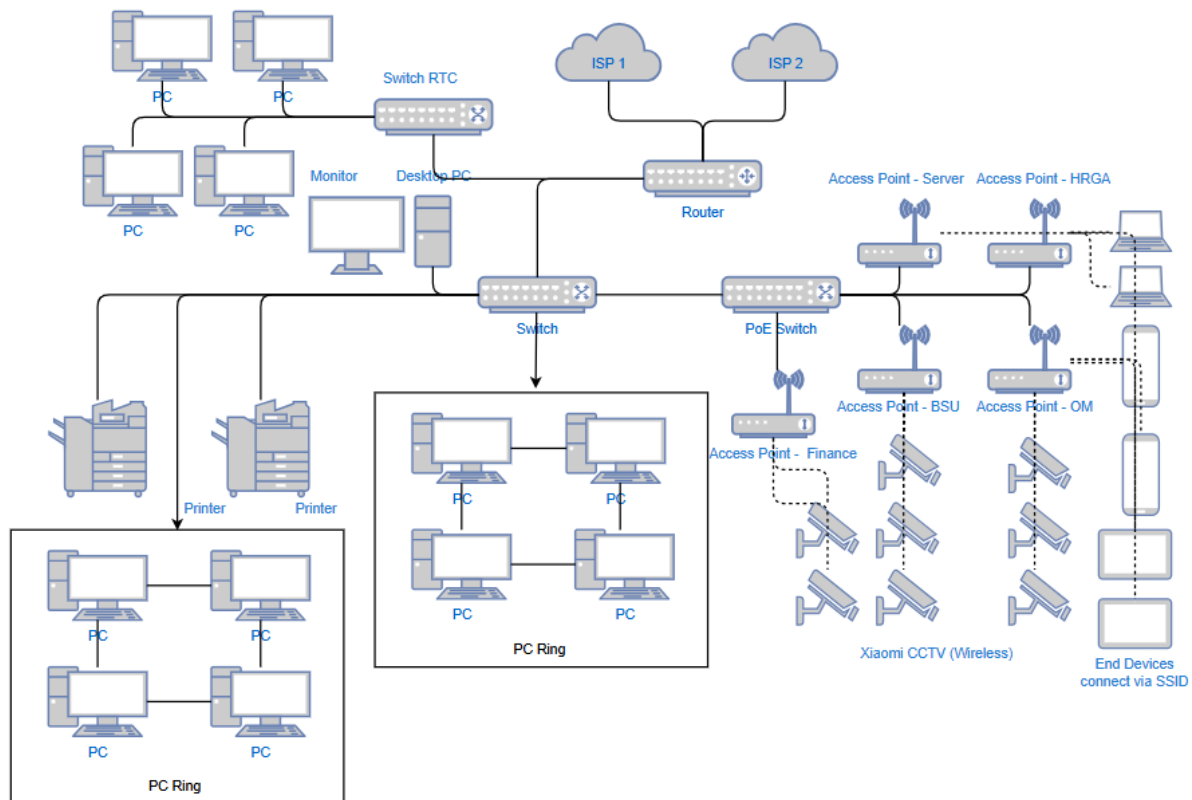 ISP 1
ISP 2
Switch RTC
PC
PC
Monitor
Desktop PC
Access Point - Server
Access Point - HRGA
Router
PC
PC
Switch
PoE Switch
Access Point - BSU
Access Point - OM
Access Point - Finance
Printer
Printer
PC
PC
PC
PC
PC Ring
Xiaomi CCTV (Wireless)
End Devices
connect via SSID
PC
PC
PC
PC
PC Ring